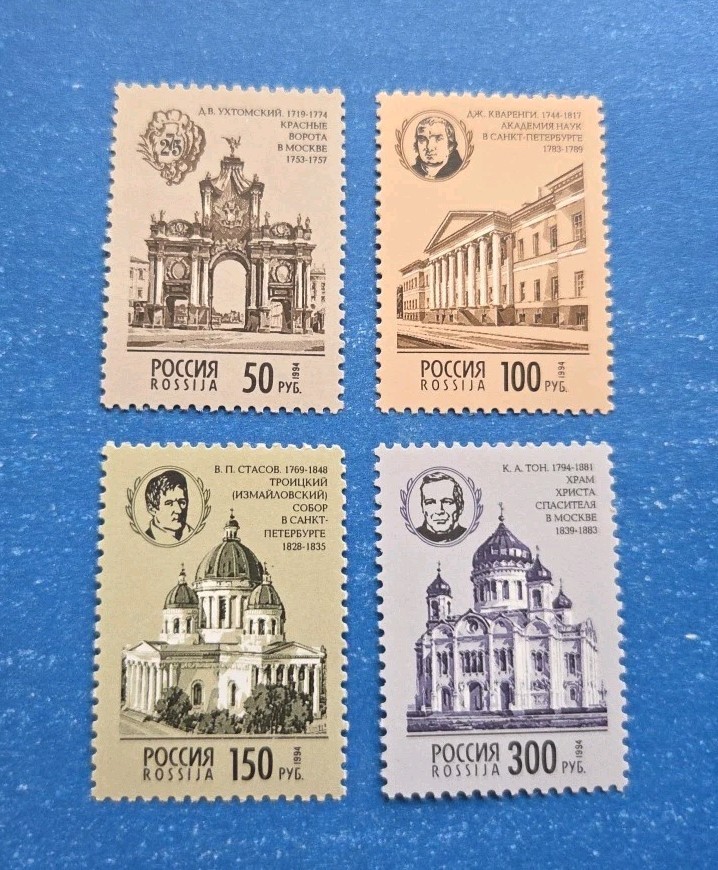 Д.В. УХТОМСКИЙ. 1719-1774
КРАСНЫЕ
ВОРОТА
В МОСКВЕ
1753-1757
25
РОССИЯ
ROSSIJA
50 РУБ.
1994
ДЖ. КВАРЕНГИ. 1744-1817
АКАДЕМИЯ НАУК
В САНКТ-ПЕТЕРБУРГЕ
1783-1789
РОССИЯ
ROSSIJA
100 РУБ.
1994
В. П. СТАСОВ. 1769-1848
ТРОИЦКИЙ
(ИЗМАЙЛОВСКИЙ)
СОБОР
В САНКТ-
ПЕТЕРБУРГЕ
1828-1835
РОССИЯ
ROSSIJA
150 РУБ.
1994
К. А. ТОН. 1794-1881
ХРАМ
ХРИСТА
СПАСИТЕЛЯ
В МОСКВЕ
1839-1883
РОССИЯ
ROSSIJA
300 РУБ.
1994